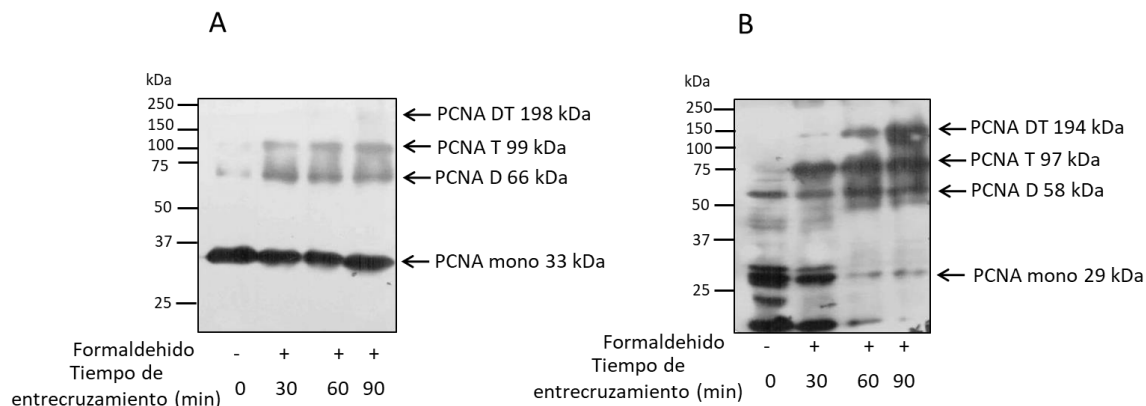 A
kDa
250
150
100
75
50
37
25
PCNA DT 198 kDa
PCNA T 99 kDa
PCNA D 66 kDa
PCNA mono 33 kDa
Formaldehido - + + +
Tiempo de
entrecruzamiento (min) 0 30 60 90
B
kDa
250
150
100
75
50
37
25
PCNA DT 194 kDa
PCNA T 97 kDa
PCNA D 58 kDa
PCNA mono 29 kDa
Formaldehido - + + +
Tiempo de
entrecruzamiento (min) 0 30 60 90